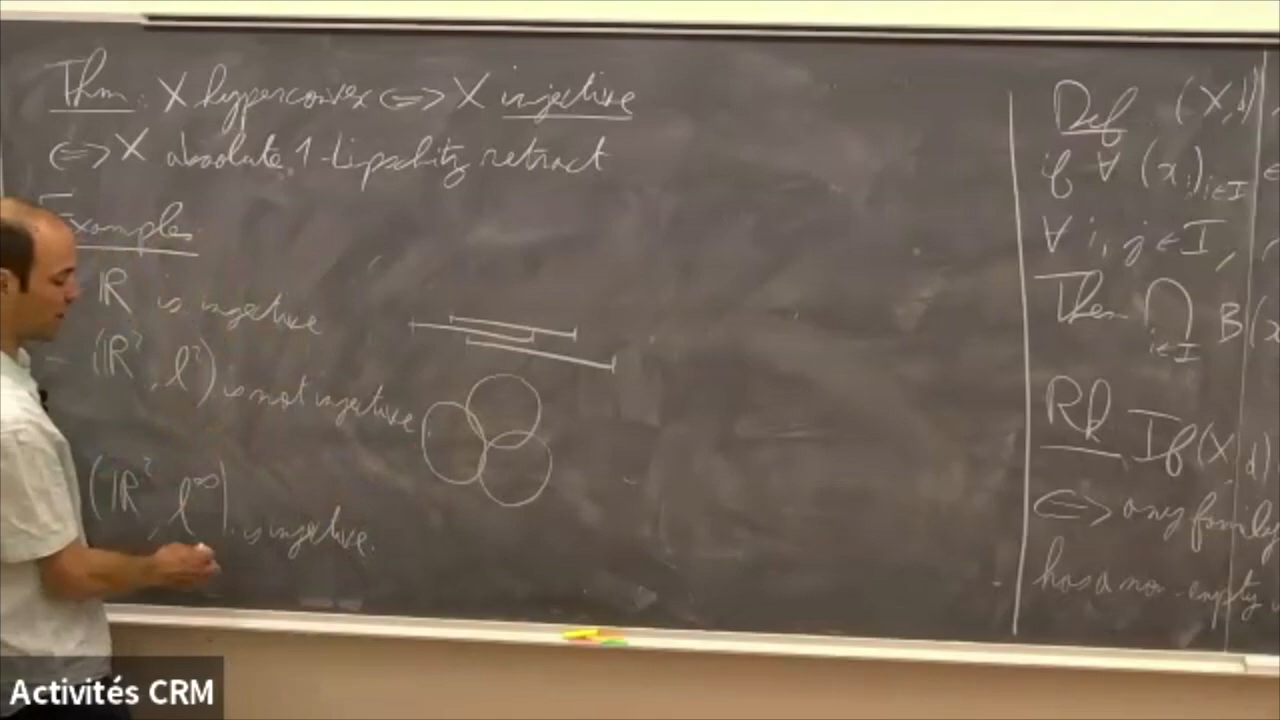 Thm : X hyperconvex ⟺ X injective
⟺ X absolute 1-Lipschitz retract
Examples
ℝ is injective
(ℝ², ℓ²) is not injective
(ℝ², ℓ^∞) is injective.
Def (X,d)
if ∀ (x_i)_{i∈I} ∈
∀ i, j ∈ I,
Then ⋂_{i∈I} B(x
Rk If (X,d)
⟺ any family
has a non-empty
Activités CRM